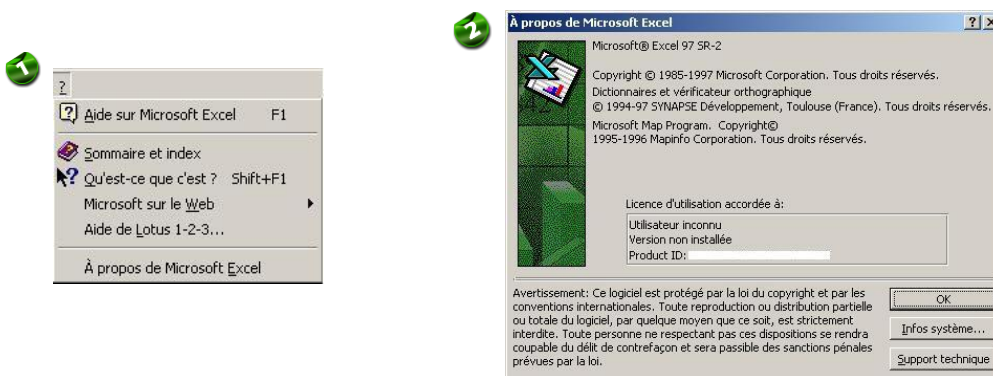 1
?
Aide sur Microsoft Excel F1
Sommaire et index
Qu'est-ce que c'est ? Shift+F1
Microsoft sur le Web
Aide de Lotus 1-2-3...
À propos de Microsoft Excel
2
À propos de Microsoft Excel
Microsoft® Excel 97 SR-2
Copyright © 1985-1997 Microsoft Corporation. Tous droits réservés.
Dictionnaires et vérificateur orthographique
© 1994-97 SYNAPSE Développement, Toulouse (France). Tous droits réservés.
Microsoft Map Program. Copyright©
1995-1996 Mapinfo Corporation. Tous droits réservés.
Licence d'utilisation accordée à:
Utilisateur inconnu
Version non installée
Product ID:
Avertissement: Ce logiciel est protégé par la loi du copyright et par les
conventions internationales. Toute reproduction ou distribution partielle
ou totale du logiciel, par quelque moyen que ce soit, est strictement
interdite. Toute personne ne respectant pas ces dispositions se rendra
coupable du délit de contrefaçon et sera passible des sanctions pénales
prévues par la loi.
OK
Infos système...
Support technique